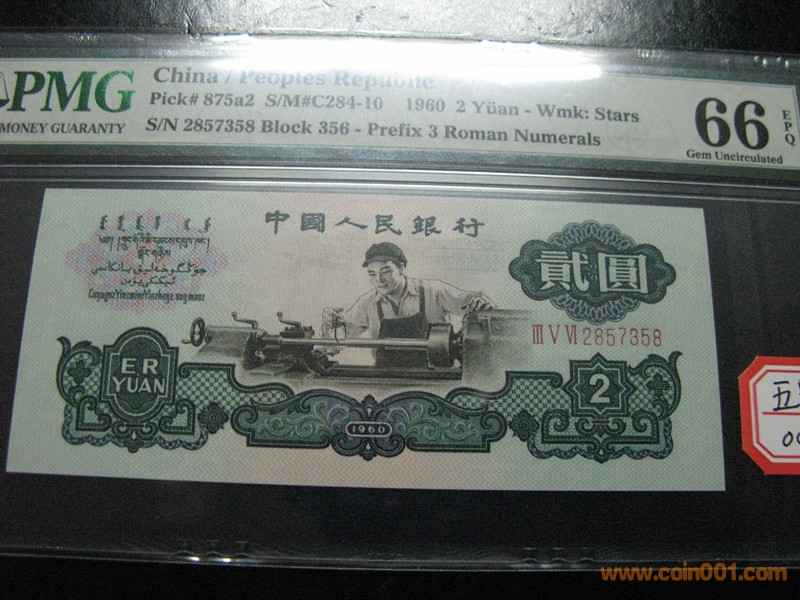 PMG
MONEY GUARANTY
China / Peoples Republic
Pick# 875a2 S/M#C284-10 1960 2 Yüan - Wmk: Stars
S/N 2857358 Block 356 - Prefix 3 Roman Numerals
66 EPQ
Gem Uncirculated
中國人民銀行
貳圓
ⅢⅤⅥ2857358
ER
YUAN
2
1960
五
00
www.coin001.com